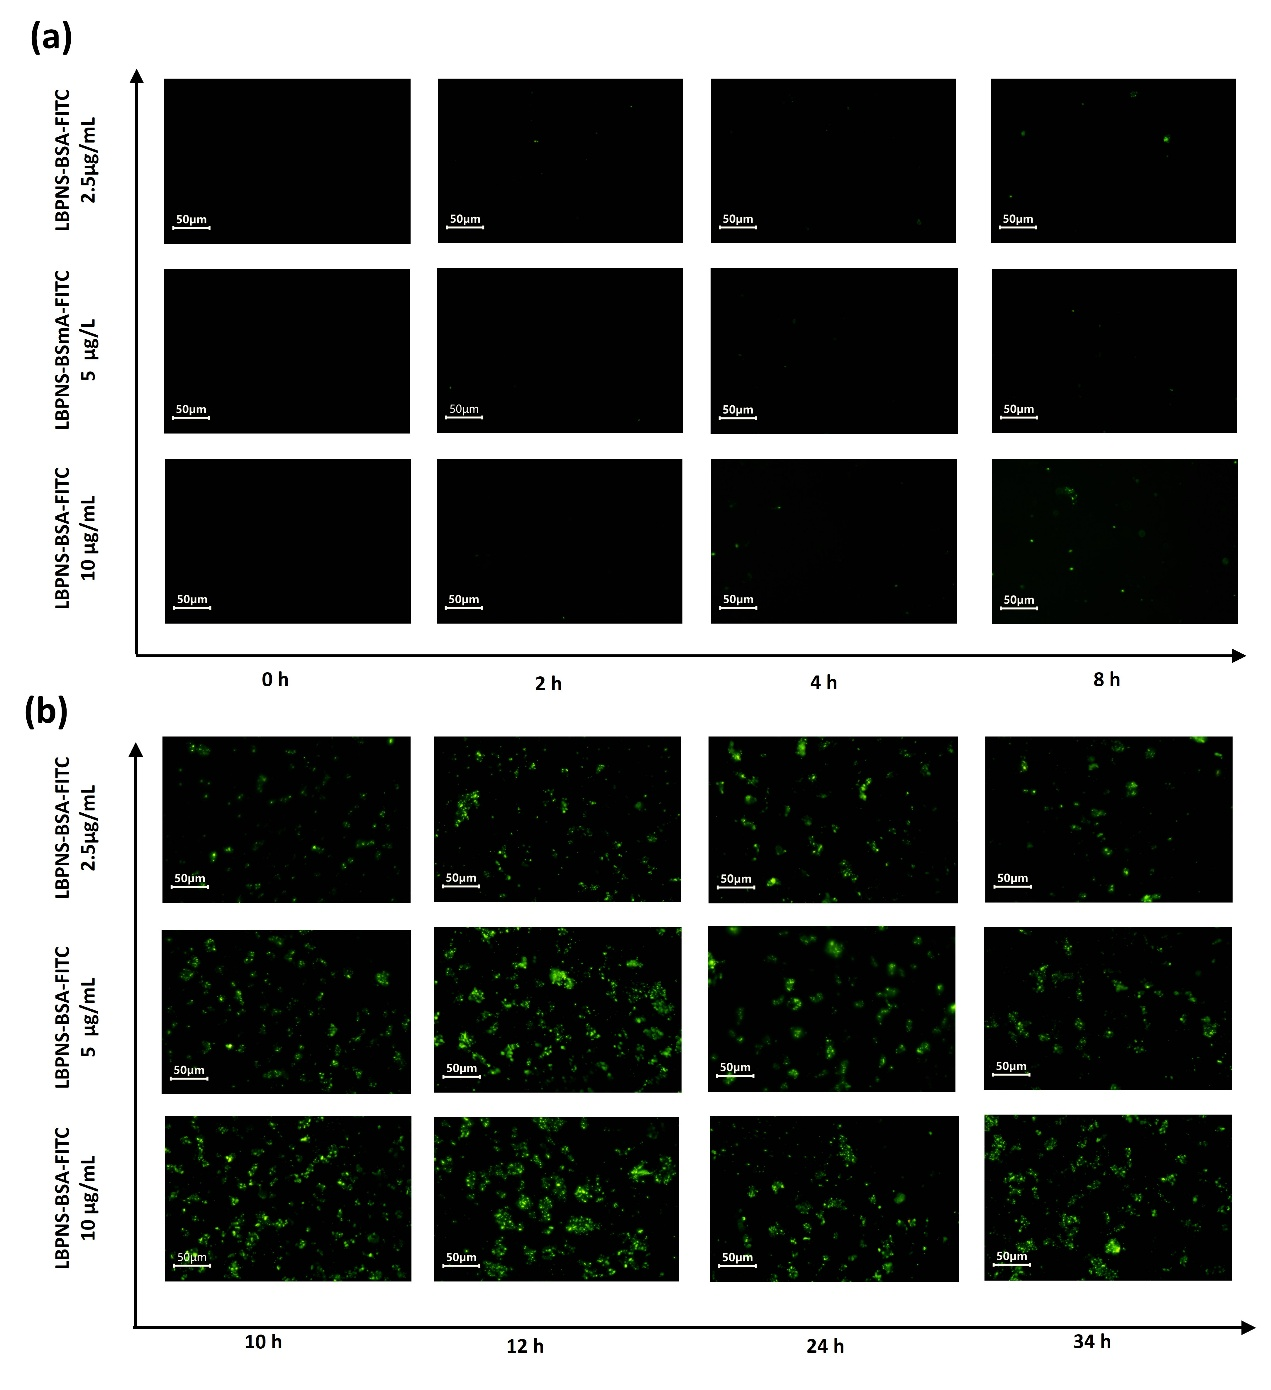 (a)
LBPNS-BSA-FITC
2.5µg/mL
50µm
50µm
50µm
50µm
LBPNS-BSmA-FITC
5 µg/L
50µm
50µm
50µm
50µm
LBPNS-BSA-FITC
10 µg/mL
50µm
50µm
50µm
50µm
0 h
2 h
4 h
8 h
(b)
LBPNS-BSA-FITC
2.5µg/mL
50µm
50µm
50µm
50µm
LBPNS-BSA-FITC
5 µg/mL
50µm
50µm
50µm
50µm
LBPNS-BSA-FITC
10 µg/mL
50µm
50µm
50µm
50µm
10 h
12 h
24 h
34 h